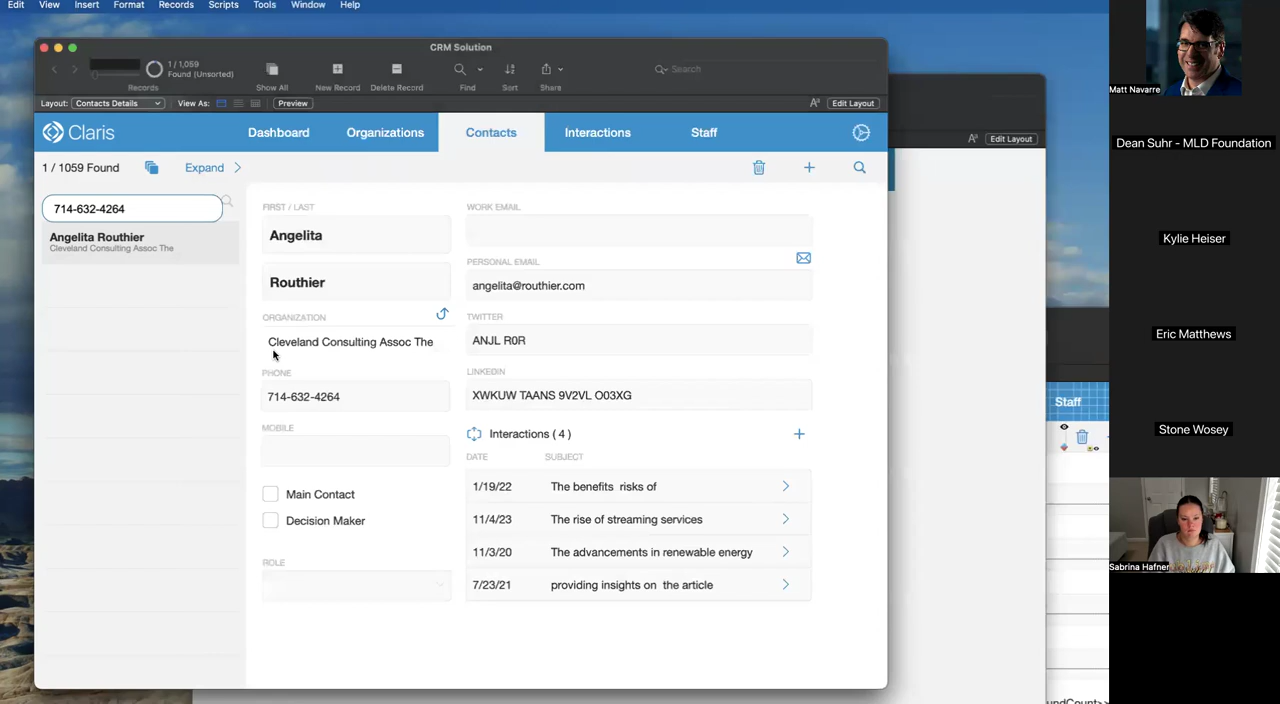 Edit View Insert Format Records Scripts Tools Window Help
CRM Solution
1 / 1,059
Found (Unsorted)
Records
Show All
New Record
Delete Record
Find
Sort
Share
Search
Layout: Contacts Details
View As:
Preview
Edit Layout
Claris
Dashboard
Organizations
Contacts
Interactions
Staff
1 / 1059 Found
Expand
714-632-4264
Angelita Routhier
Cleveland Consulting Assoc The
FIRST / LAST
Angelita
Routhier
ORGANIZATION
Cleveland Consulting Assoc The
PHONE
714-632-4264
MOBILE
Main Contact
Decision Maker
ROLE
WORK EMAIL
PERSONAL EMAIL
angelita@routhier.com
TWITTER
ANJL R0R
LINKEDIN
XWKUW TAANS 9V2VL O03XG
Interactions ( 4 )
DATE SUBJECT
1/19/22 The benefits risks of
11/4/23 The rise of streaming services
11/3/20 The advancements in renewable energy
7/23/21 providing insights on the article
Edit Layout
Staff
undCount>>
Matt Navarre
Dean Suhr - MLD Foundation
Kylie Heiser
Eric Matthews
Stone Wosey
Sabrina Hafner